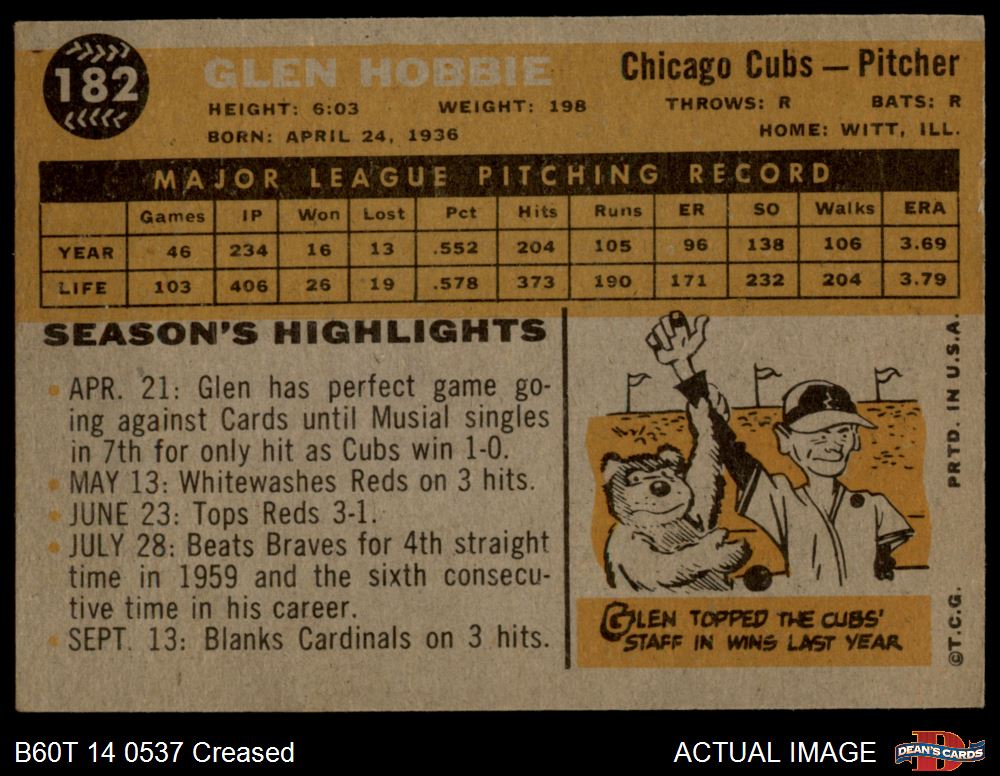 182
GLEN HOBBIE
Chicago Cubs — Pitcher
HEIGHT: 6:03 WEIGHT: 198 THROWS: R BATS: R
BORN: APRIL 24, 1936 HOME: WITT, ILL.
MAJOR LEAGUE PITCHING RECORD
Games IP Won Lost Pct Hits Runs ER SO Walks ERA
YEAR 46 234 16 13 .552 204 105 96 138 106 3.69
LIFE 103 406 26 19 .578 373 190 171 232 204 3.79
SEASON'S HIGHLIGHTS
• APR. 21: Glen has perfect game go-
ing against Cards until Musial singles
in 7th for only hit as Cubs win 1-0.
• MAY 13: Whitewashes Reds on 3 hits.
• JUNE 23: Tops Reds 3-1.
• JULY 28: Beats Braves for 4th straight
time in 1959 and the sixth consecu-
tive time in his career.
• SEPT. 13: Blanks Cardinals on 3 hits.
GLEN TOPPED THE CUBS'
STAFF IN WINS LAST YEAR
©T.C.G. PRTD. IN U.S.A.
B60T 14 0537 Creased
ACTUAL IMAGE
DEAN'S CARDS